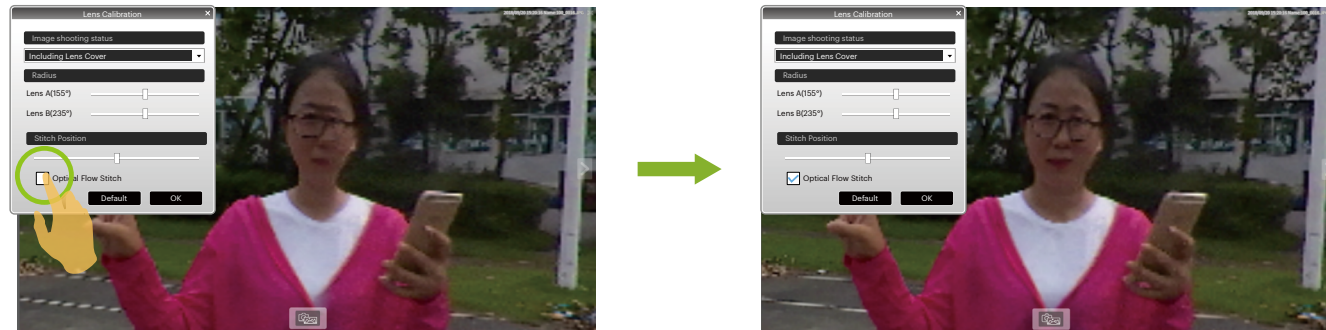 Lens Calibration
Image shooting status
Including Lens Cover
Radius
Lens A(155°)
Lens B(235°)
Stitch Position
Optical Flow Stitch
Default OK
Lens Calibration
Image shooting status
Including Lens Cover
Radius
Lens A(155°)
Lens B(235°)
Stitch Position
Optical Flow Stitch
Default OK